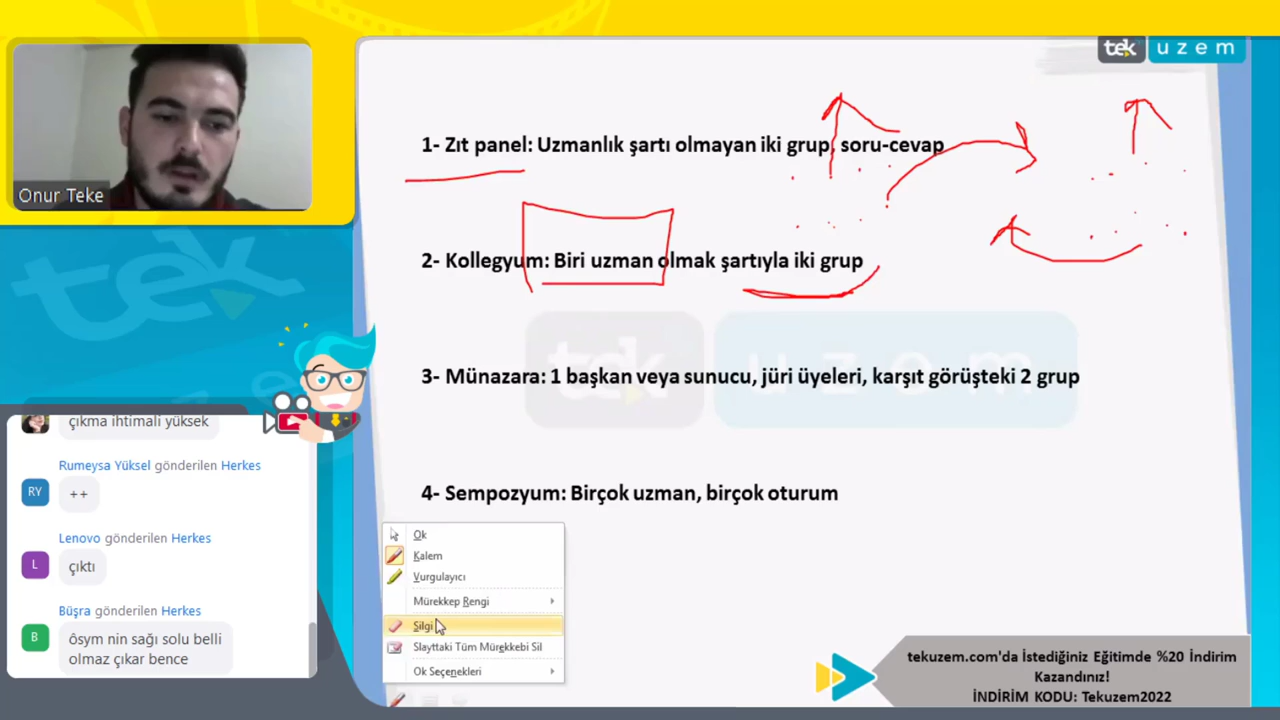 tek uzem
Onur Teke
1- Zıt panel: Uzmanlık şartı olmayan iki grup, soru-cevap
2- Kollegyum: Biri uzman olmak şartıyla iki grup
3- Münazara: 1 başkan veya sunucu, jüri üyeleri, karşıt görüşteki 2 grup
4- Sempozyum: Birçok uzman, birçok oturum
tek uzem
tek
çıkma ihtimali yüksek
Rumeysa Yüksel gönderilen Herkes
RY
++
Lenovo gönderilen Herkes
L
çıktı
Büşra gönderilen Herkes
B
ösym nin sağı solu belli
olmaz çıkar bence
Ok
Kalem
Vurgulayıcı
Mürekkep Rengi
Silgi
Slayttaki Tüm Mürekkebi Sil
Ok Seçenekleri
tekuzem.com'da İstediğiniz Eğitimde %20 İndirim
Kazandınız!
İNDİRİM KODU: Tekuzem2022